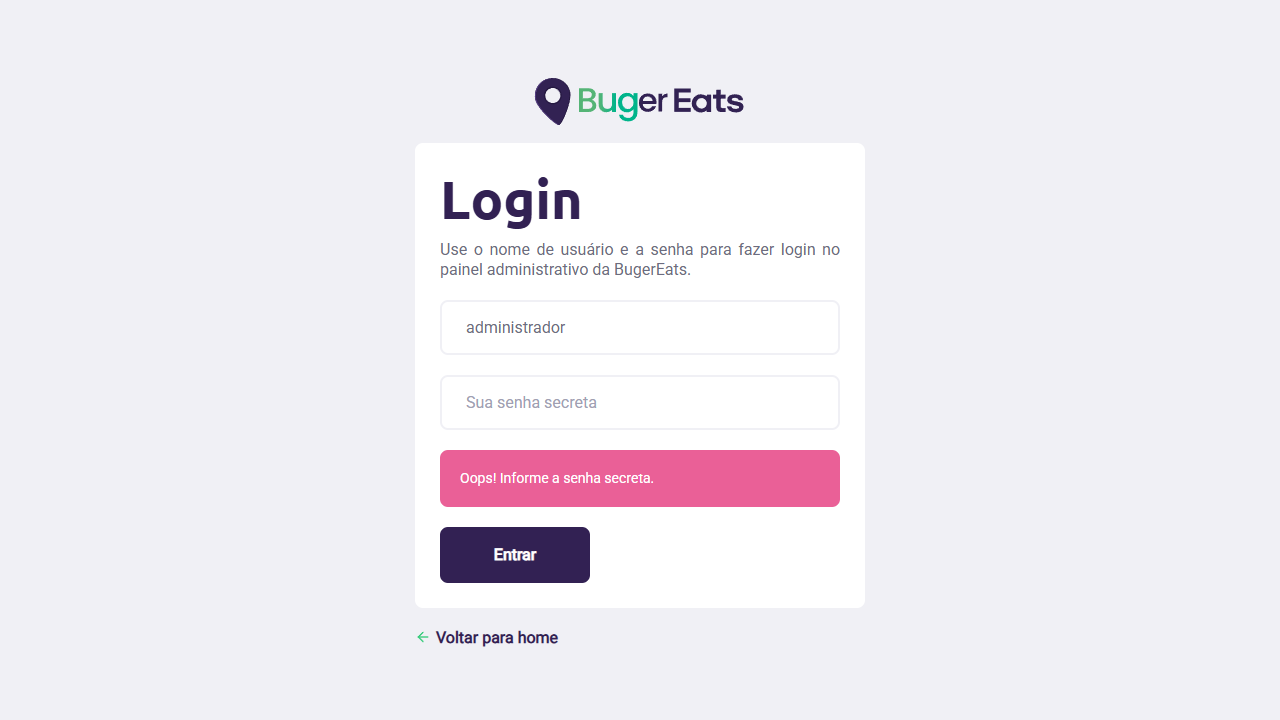 Buger Eats
Login
Use o nome de usuário e a senha para fazer login no
painel administrativo da BugerEats.
administrador
Sua senha secreta
Oops! Informe a senha secreta.
Entrar
Voltar para home